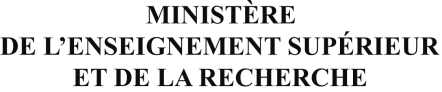 MINISTÈRE
DE L’ENSEIGNEMENT SUPÉRIEUR
ET DE LA RECHERCHE